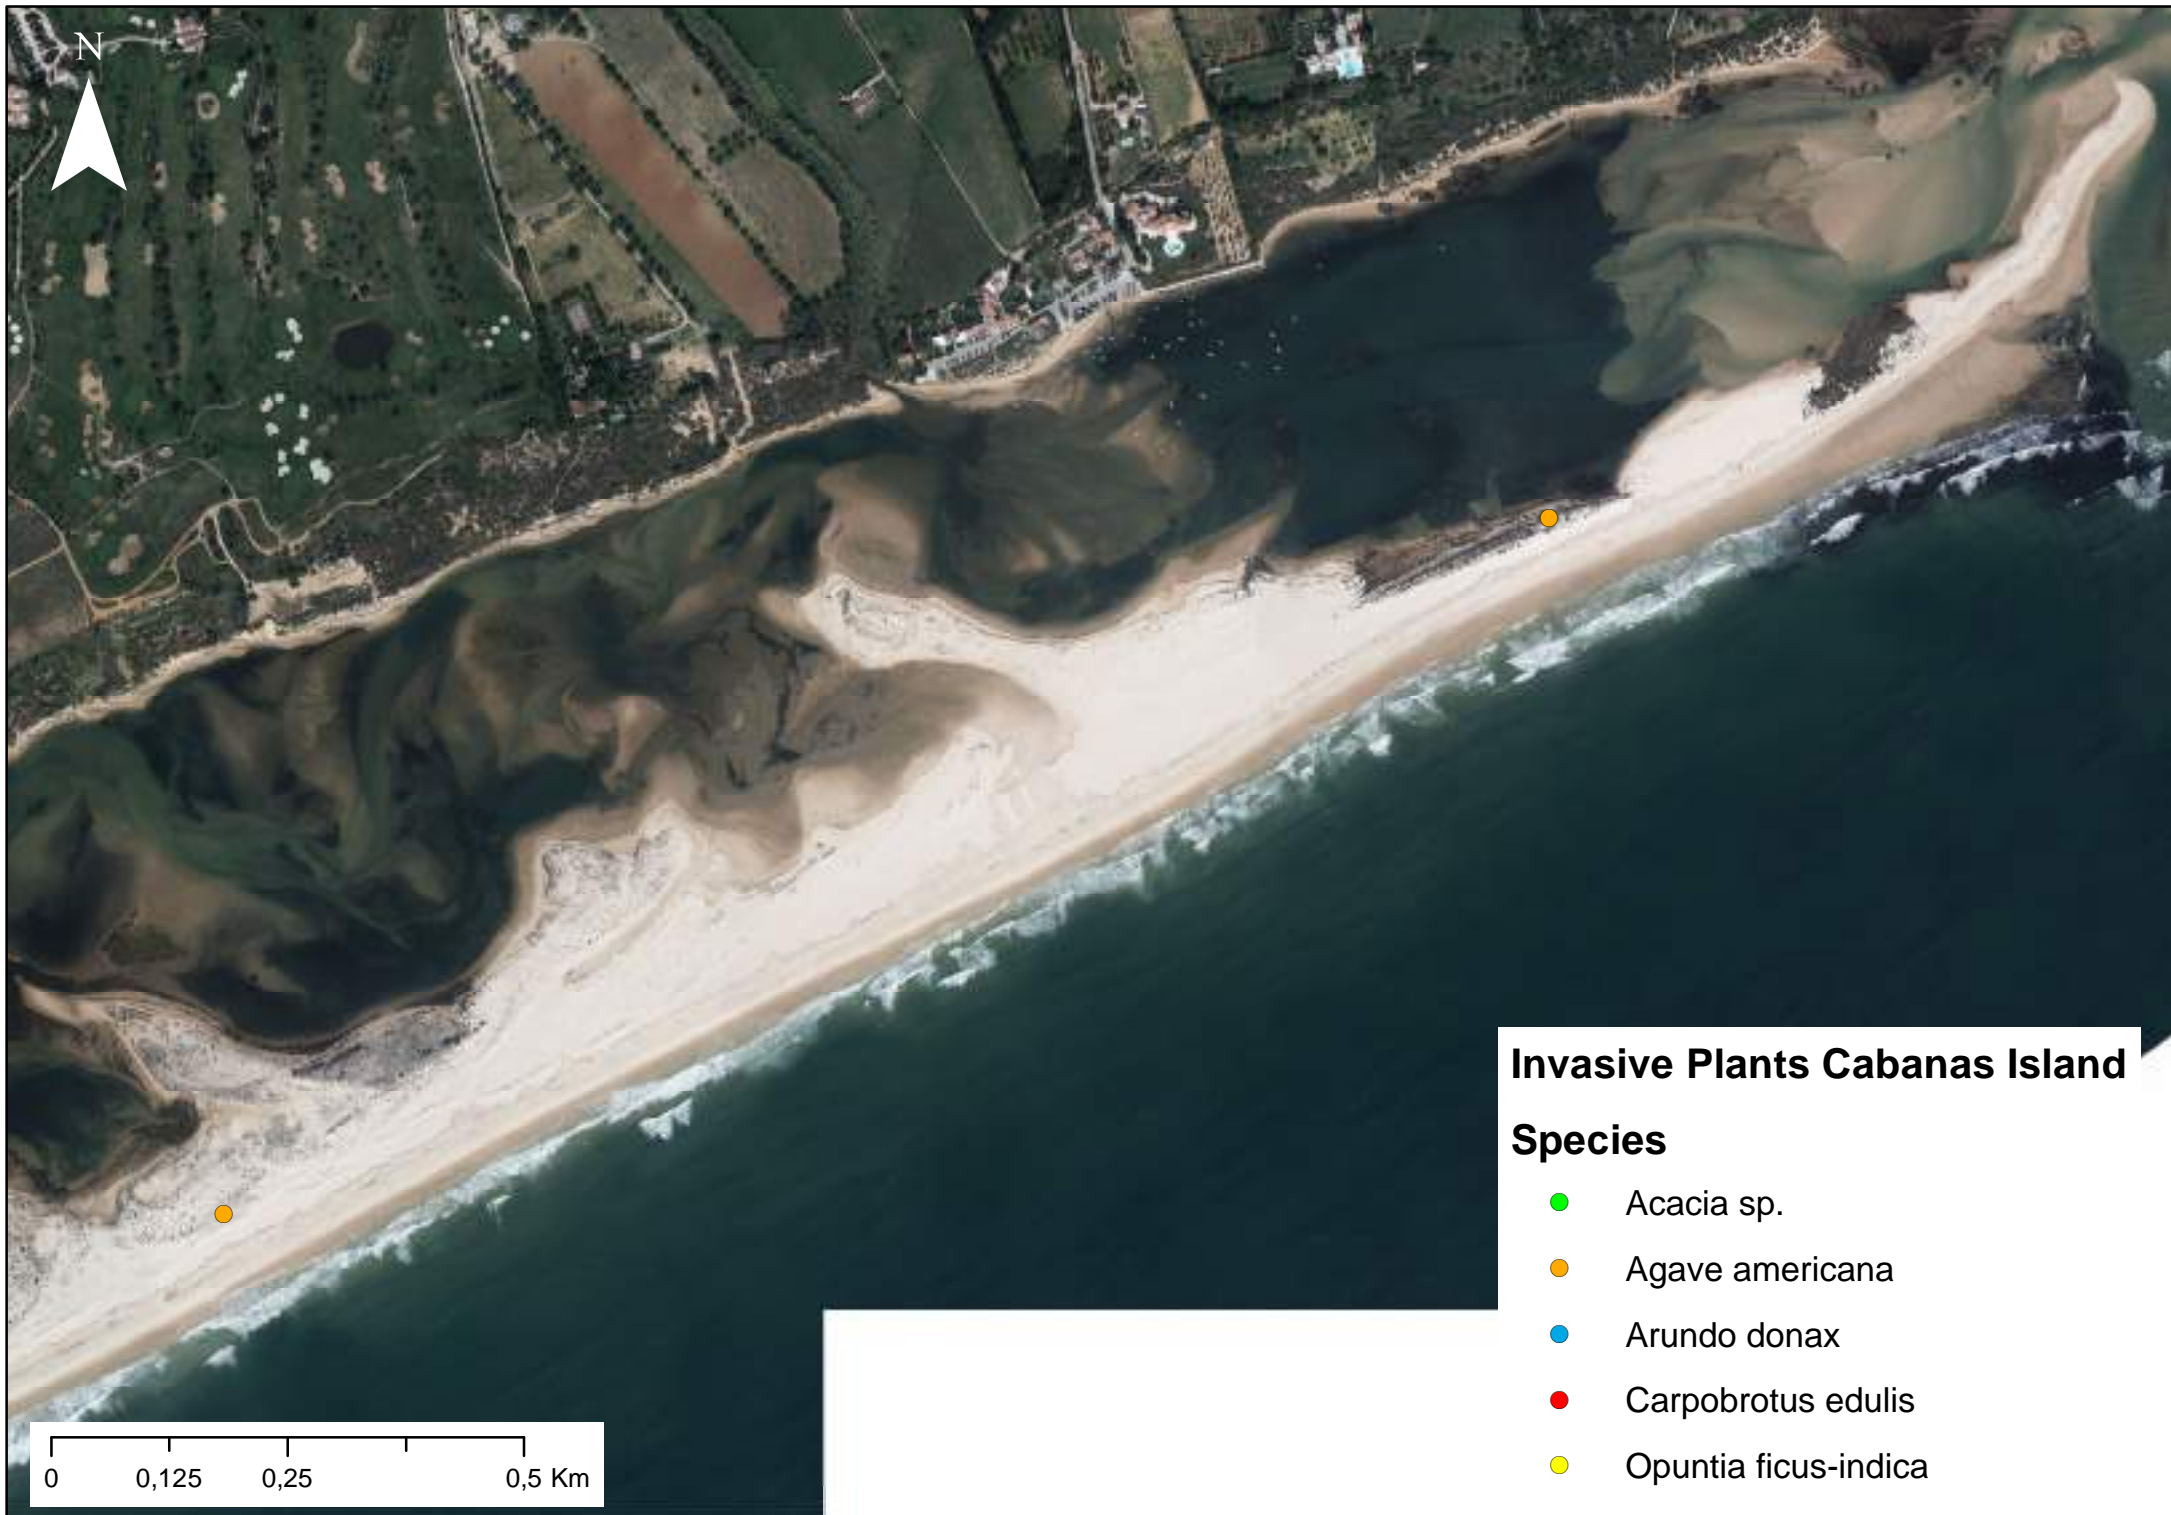 N
Invasive Plants Cabanas Island
Species
Acacia sp.
Agave americana
Arundo donax
Carpobrotus edulis
Opuntia ficus-indica
0 0,125 0,25 0,5 Km